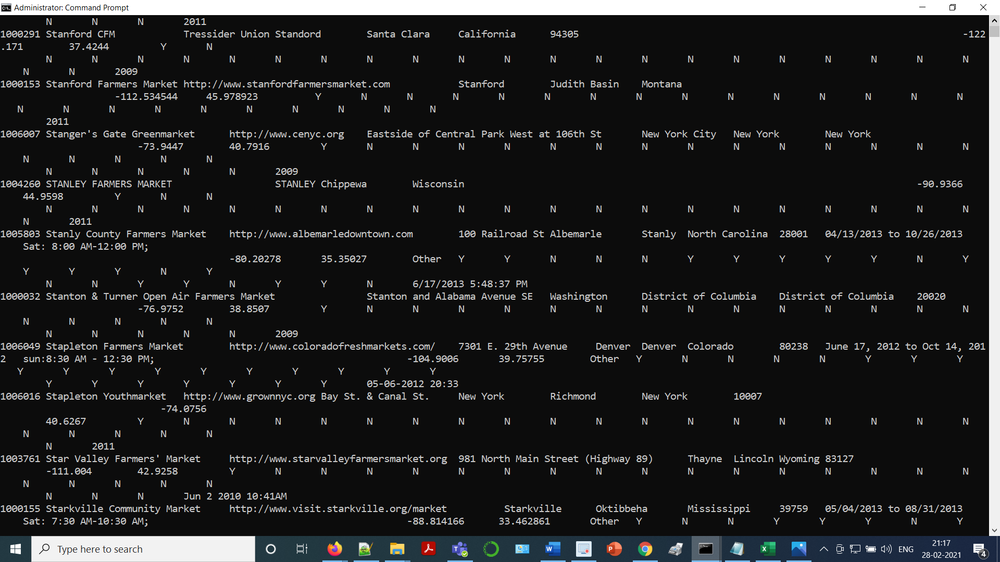 Administrator: Command Prompt
N N N 2011
1000291 Stanford CFM Tressider Union Standord Santa Clara California 94305 -122
.171 37.4244 Y N
N N N N N N N N N N N N N N N N N N N N N
N N 2009
1000153 Stanford Farmers Market http://www.stanfordfarmersmarket.com Stanford Judith Basin Montana
-112.534544 45.978923 Y N N N N N N N N N N N N N N
N N N N N N N N N N
2011
1006007 Stanger's Gate Greenmarket http://www.cenyc.org Eastside of Central Park West at 106th St New York City New York New York
-73.9447 40.7916 Y N N N N N N N N N N N N N N
N N N N N
N N N N N 2009
1004260 STANLEY FARMERS MARKET STANLEY Chippewa Wisconsin -90.9366
44.9598 Y N N
N N N N N N N N N N N N N N N N N N N N N
N 2011
1005803 Stanly County Farmers Market http://www.albemarledowntown.com 100 Railroad St Albemarle Stanly North Carolina 28001 04/13/2013 to 10/26/2013
Sat: 8:00 AM-12:00 PM;
-80.20278 35.35027 Other Y Y N N N Y Y Y Y Y N Y
Y Y Y N Y
N N Y Y N Y Y N 6/17/2013 5:48:37 PM
1000032 Stanton & Turner Open Air Farmers Market Stanton and Alabama Avenue SE Washington District of Columbia District of Columbia 20020
-76.9752 38.8507 Y N N N N N N N N N N N N N N
N N N N N
N N N N N 2009
1006049 Stapleton Farmers Market http://www.coloradofreshmarkets.com/ 7301 E. 29th Avenue Denver Denver Colorado 80238 June 17, 2012 to Oct 14, 201
2 sun:8:30 AM - 12:30 PM; -104.9006 39.75755 Other Y N N N N Y Y Y
Y Y Y Y Y Y Y Y Y Y
Y Y Y Y Y Y Y 05-06-2012 20:33
1006016 Stapleton Youthmarket http://www.grownnyc.org Bay St. & Canal St. New York Richmond New York 10007
-74.0756
40.6267 Y N N N N N N N N N N N N N N N N N N
N N N N N
N 2011
1003761 Star Valley Farmers' Market http://www.starvalleyfarmersmarket.org 981 North Main Street (Highway 89) Thayne Lincoln Wyoming 83127
-111.004 42.9258 Y N N N N N N N N N N N N N N N N
N N N N N
N N N Jun 2 2010 10:41AM
1000155 Starkville Community Market http://www.visit.starkville.org/market Starkville Oktibbeha Mississippi 39759 05/04/2013 to 08/31/2013
Sat: 7:30 AM-10:30 AM; -88.814166 33.462861 Other Y N N Y Y Y N Y
Type here to search
ENG
21:17
28-02-2021
4